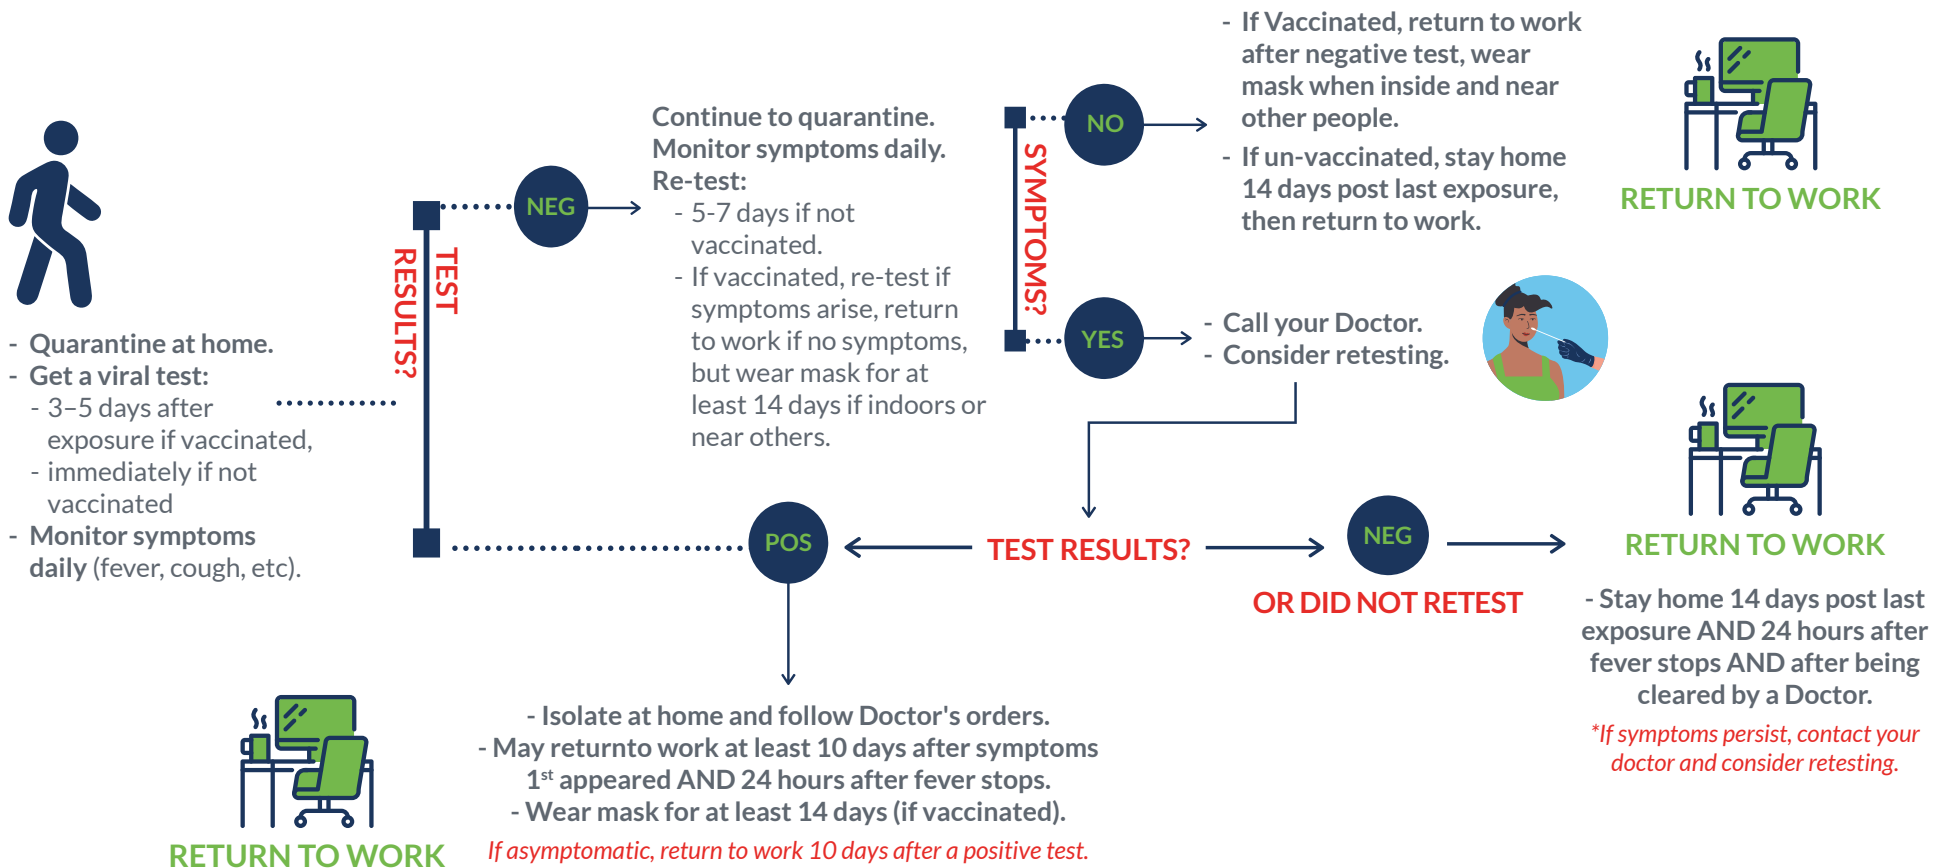 - Quarantine at home.
- Get a viral test:
- 3–5 days after
exposure if vaccinated,
- immediately if not
vaccinated
- Monitor symptoms
daily (fever, cough, etc).
TEST
RESULTS?
NEG
Continue to quarantine.
Monitor symptoms daily.
Re-test:
- 5-7 days if not
vaccinated.
- If vaccinated, re-test if
symptoms arise, return
to work if no symptoms,
but wear mask for at
least 14 days if indoors or
near others.
SYMPTOMS?
NO
- If Vaccinated, return to work
after negative test, wear
mask when inside and near
other people.
- If un-vaccinated, stay home
14 days post last exposure,
then return to work.
RETURN TO WORK
YES
- Call your Doctor.
- Consider retesting.
TEST RESULTS?
NEG
OR DID NOT RETEST
RETURN TO WORK
- Stay home 14 days post last
exposure AND 24 hours after
fever stops AND after being
cleared by a Doctor.
*If symptoms persist, contact your
doctor and consider retesting.
POS
- Isolate at home and follow Doctor's orders.
- May returnto work at least 10 days after symptoms
1st appeared AND 24 hours after fever stops.
- Wear mask for at least 14 days (if vaccinated).
If asymptomatic, return to work 10 days after a positive test.
RETURN TO WORK